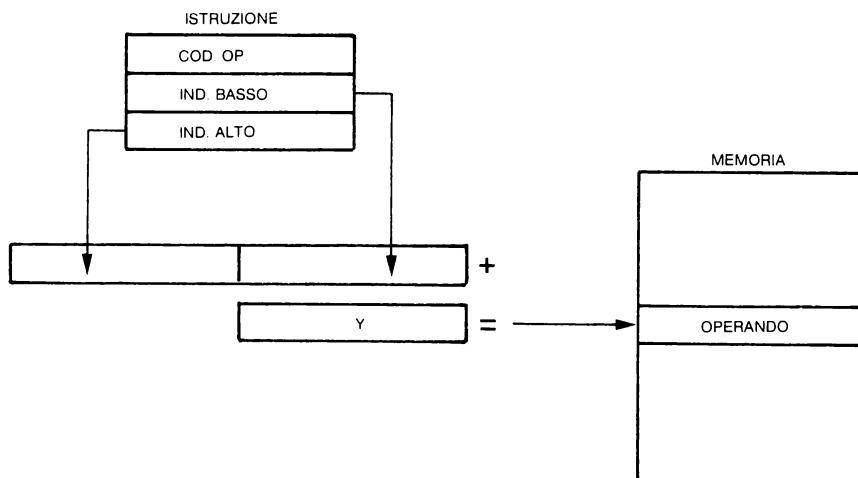 ISTRUZIONE
COD. OP.
IND. BASSO
IND. ALTO
MEMORIA
+
Y
=
OPERANDO